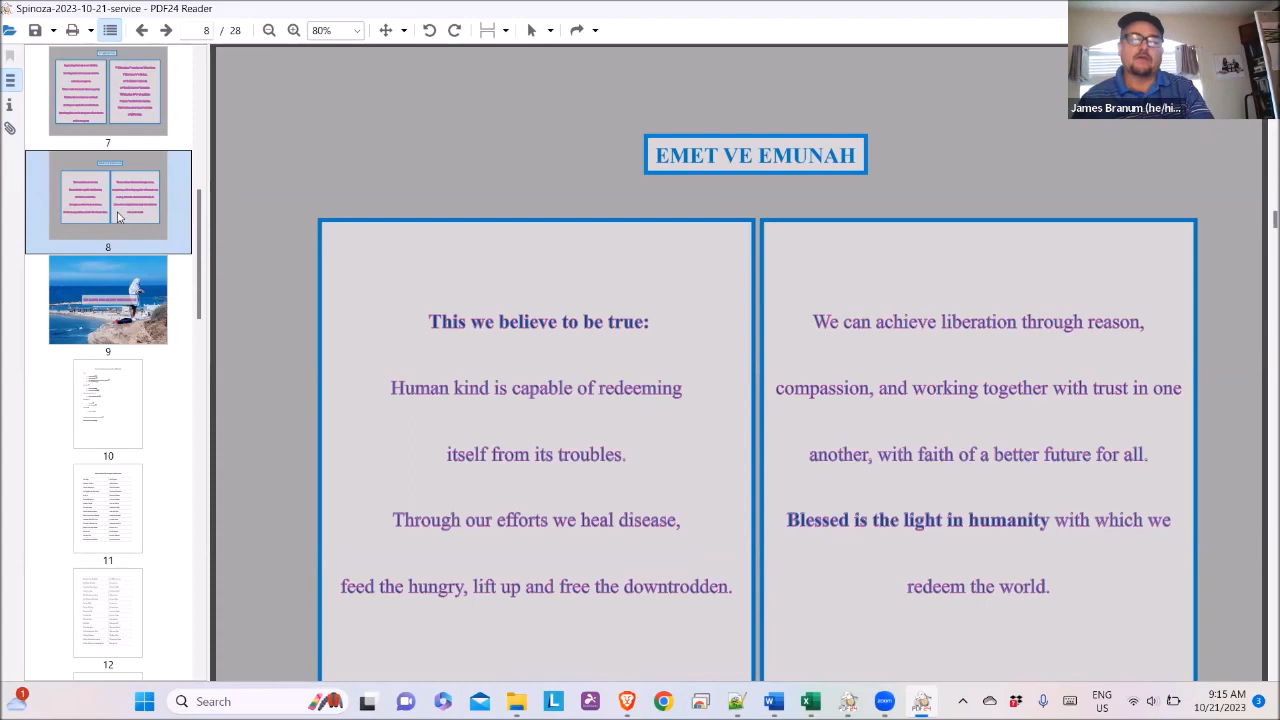 Spinoza-2023-10-21-service - PDF24 Reader
8 / 28
80%
James Branum (he/hi...
7
8
9
10
11
12
EMET VE EMUNAH
This we believe to be true:
Human kind is capable of redeeming
itself from its troubles.
Through our efforts we heal disease,
feed the hungry, lift up and free the downtrodden.
We can achieve liberation through reason,
compassion, and working together with trust in one
another, with faith of a better future for all.
is the light with which we
redeem the world.
1
Search
zoom
ENG
US
9:15 AM
10/21/2023
3